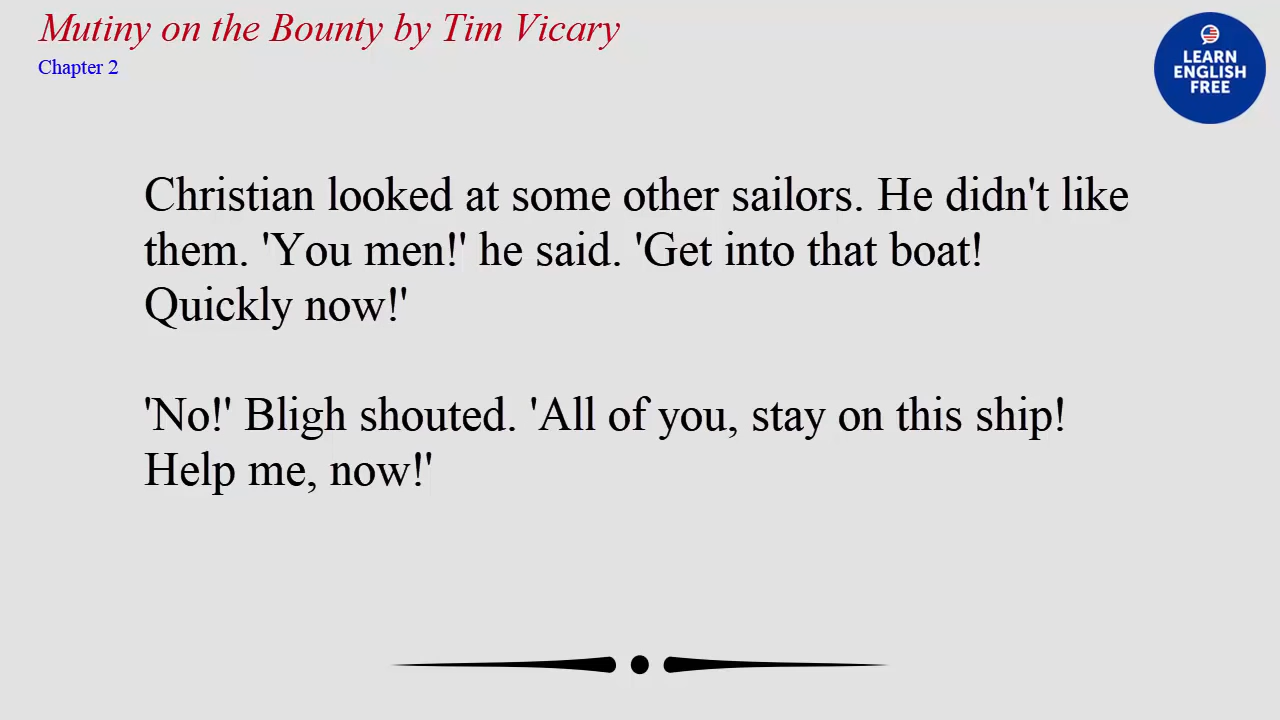 Mutiny on the Bounty by Tim Vicary
Chapter 2
LEARN
ENGLISH
FREE
Christian looked at some other sailors. He didn't like
them. 'You men!' he said. 'Get into that boat!
Quickly now!'
'No!' Bligh shouted. 'All of you, stay on this ship!
Help me, now!'